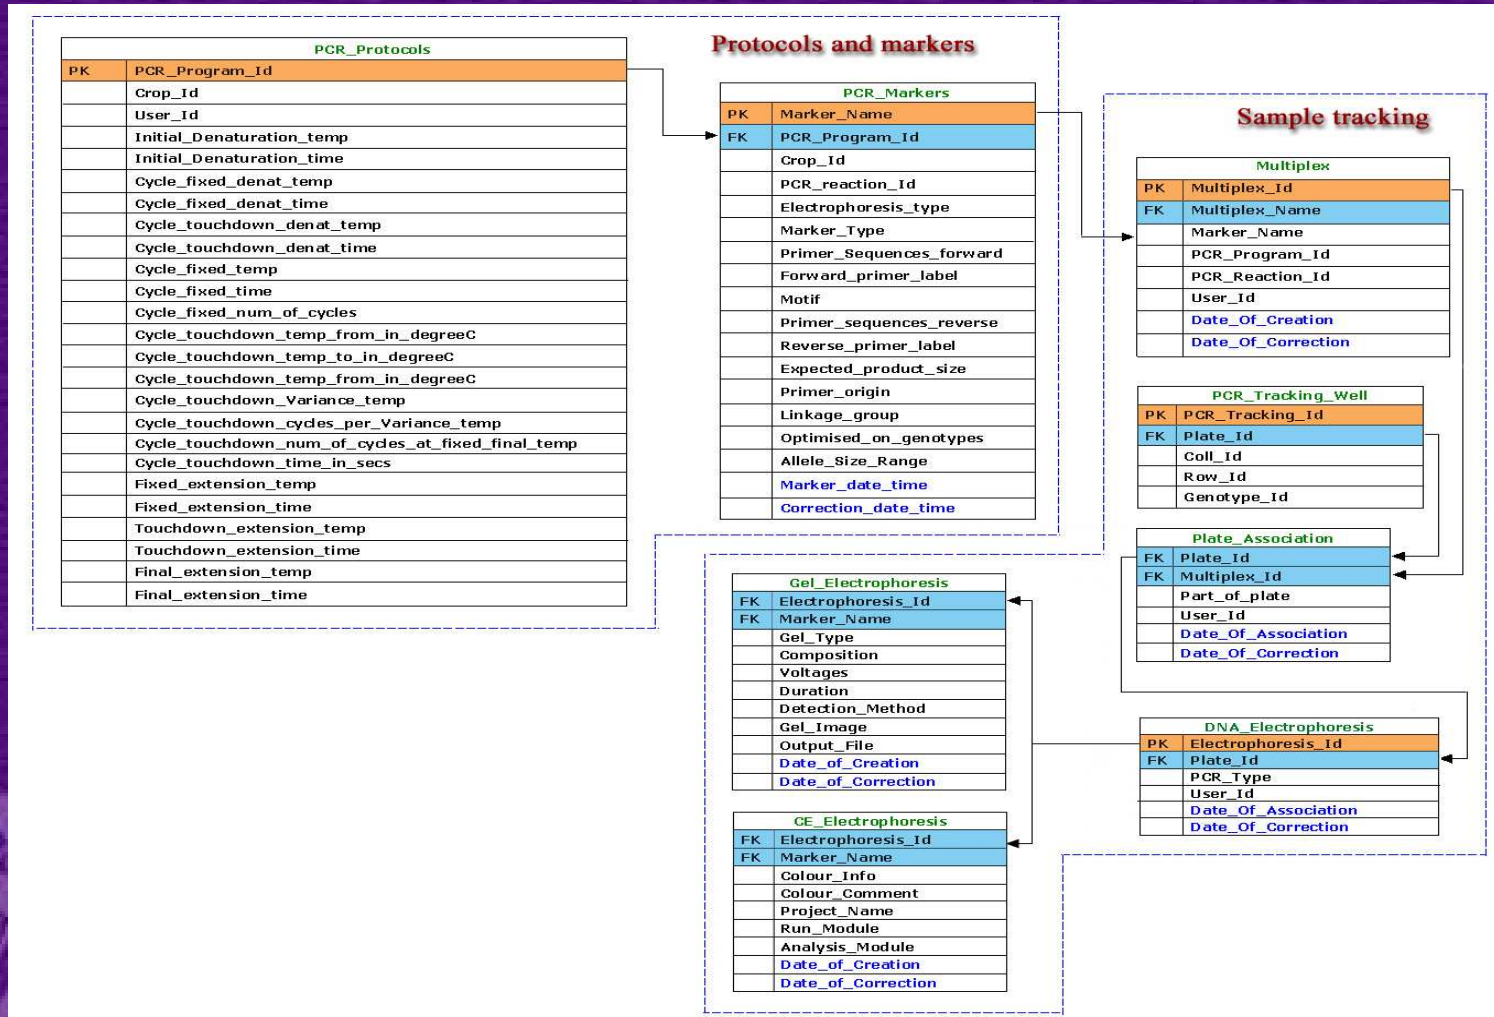 Protocols and markers
PCR_Protocols
PK PCR_Program_Id
Crop_Id
User_Id
Initial_Denaturation_temp
Initial_Denaturation_time
Cycle_fixed_denat_temp
Cycle_fixed_denat_time
Cycle_touchdown_denat_temp
Cycle_touchdown_denat_time
Cycle_fixed_temp
Cycle_fixed_time
Cycle_fixed_num_of_cycles
Cycle_touchdown_temp_from_in_degreeC
Cycle_touchdown_temp_to_in_degreeC
Cycle_touchdown_temp_from_in_degreeC
Cycle_touchdown_Variance_temp
Cycle_touchdown_cycles_per_Variance_temp
Cycle_touchdown_num_of_cycles_at_fixed_final_temp
Cycle_touchdown_time_in_secs
Fixed_extension_temp
Fixed_extension_time
Touchdown_extension_temp
Touchdown_extension_time
Final_extension_temp
Final_extension_time
PCR_Markers
PK Marker_Name
FK PCR_Program_Id
Crop_Id
PCR_reaction_Id
Electrophoresis_type
Marker_Type
Primer_Sequences_forward
Forward_primer_label
Motif
Primer_sequences_reverse
Reverse_primer_label
Expected_product_size
Primer_origin
Linkage_group
Optimised_on_genotypes
Allele_Size_Range
Marker_date_time
Correction_date_time
Sample tracking
Multiplex
PK Multiplex_Id
FK Multiplex_Name
Marker_Name
PCR_Program_Id
PCR_Reaction_Id
User_Id
Date_Of_Creation
Date_Of_Correction
PCR_Tracking_Well
PK PCR_Tracking_Id
FK Plate_Id
Coll_Id
Row_Id
Genotype_Id
Plate_Association
FK Plate_Id
FK Multiplex_Id
Part_of_plate
User_Id
Date_Of_Association
Date_Of_Correction
DNA_Electrophoresis
PK Electrophoresis_Id
FK Plate_Id
PCR_Type
User_Id
Date_Of_Association
Date_Of_Correction
Gel_Electrophoresis
FK Electrophoresis_Id
FK Marker_Name
Gel_Type
Composition
Voltages
Duration
Detection_Method
Gel_Image
Output_File
Date_of_Creation
Date_of_Correction
CE_Electrophoresis
FK Electrophoresis_Id
FK Marker_Name
Colour_Info
Colour_Comment
Project_Name
Run_Module
Analysis_Module
Date_of_Creation
Date_of_Correction